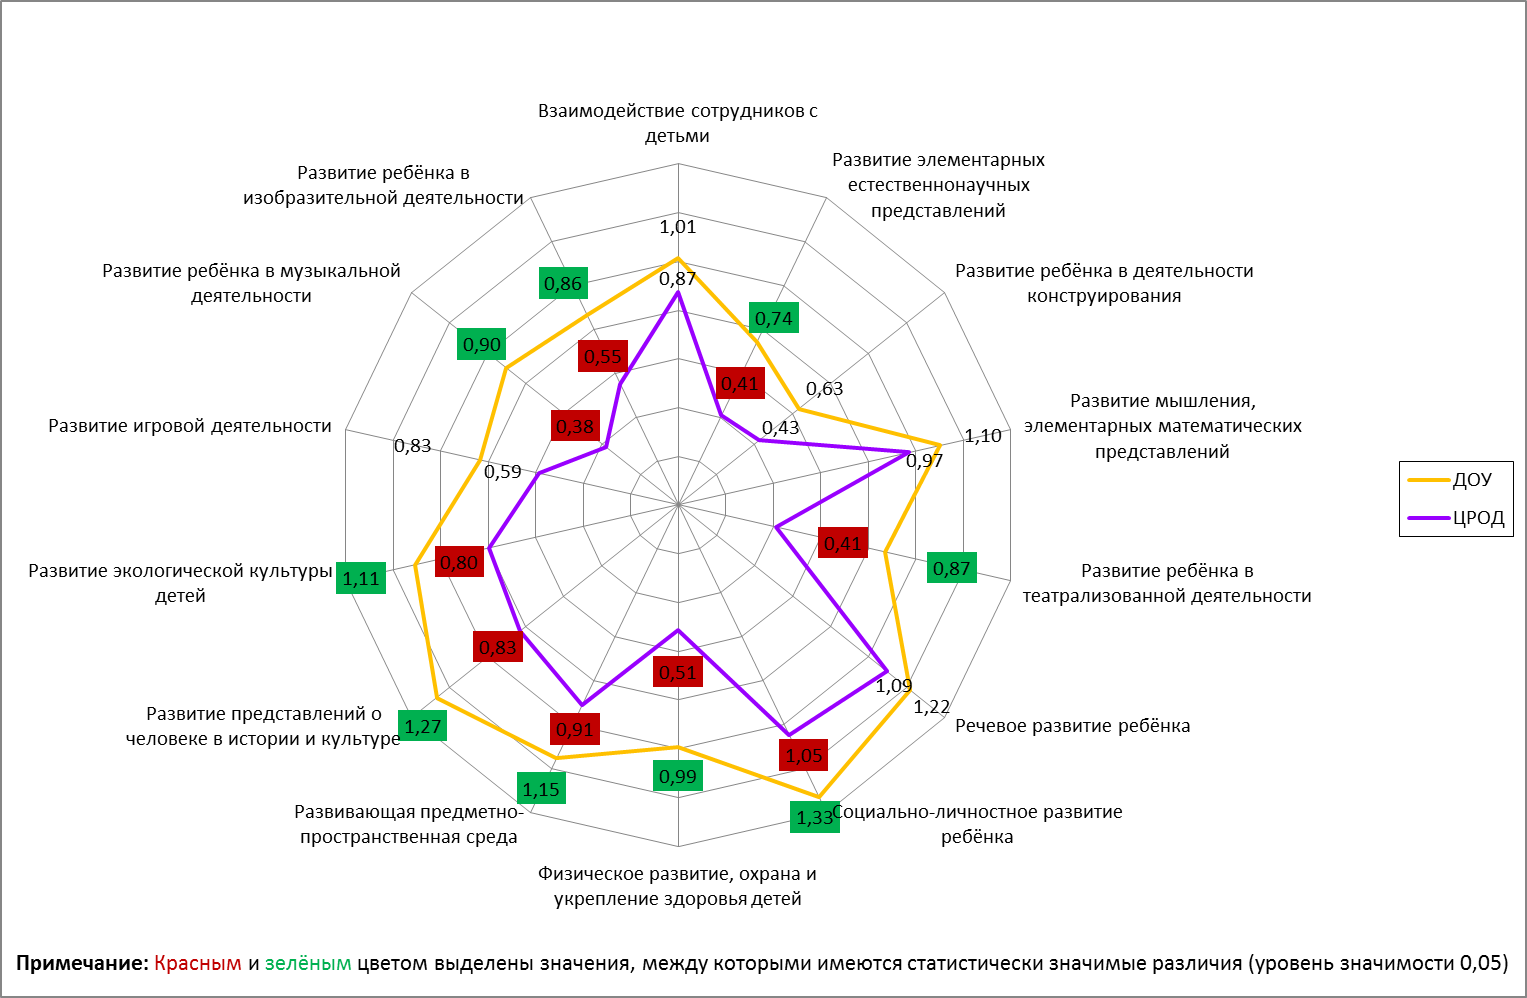 Взаимодействие сотрудников с
детьми
Развитие элементарных
естественнонаучных
представлений
Развитие ребёнка в
изобразительной деятельности
1,01
Развитие ребёнка в музыкальной
деятельности
Развитие ребёнка в деятельности
конструирования
0,86
0,87
0,74
0,90
0,55
0,41
0,63
Развитие мышления,
элементарных математических
представлений
Развитие игровой деятельности
0,38
0,43
0,83
1,10
0,59
0,97
ДОУ
ЦРОД
0,80
0,41
Развитие экологической культуры
детей
1,11
0,87
Развитие ребёнка в
театрализованной деятельности
0,83
0,51
1,09
1,22
Развитие представлений о
человеке в истории и культуре
1,27
0,91
1,05
Речевое развитие ребёнка
1,15
0,99
1,33
Развивающая предметно-
пространственная среда
Социально-личностное развитие
ребёнка
Физическое развитие, охрана и
укрепление здоровья детей
Примечание: Красным и зелёным цветом выделены значения, между которыми имеются статистически значимые различия (уровень значимости 0,05)